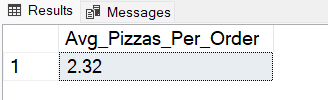 Results Messages
Avg_Pizzas_Per_Order
1 2.32